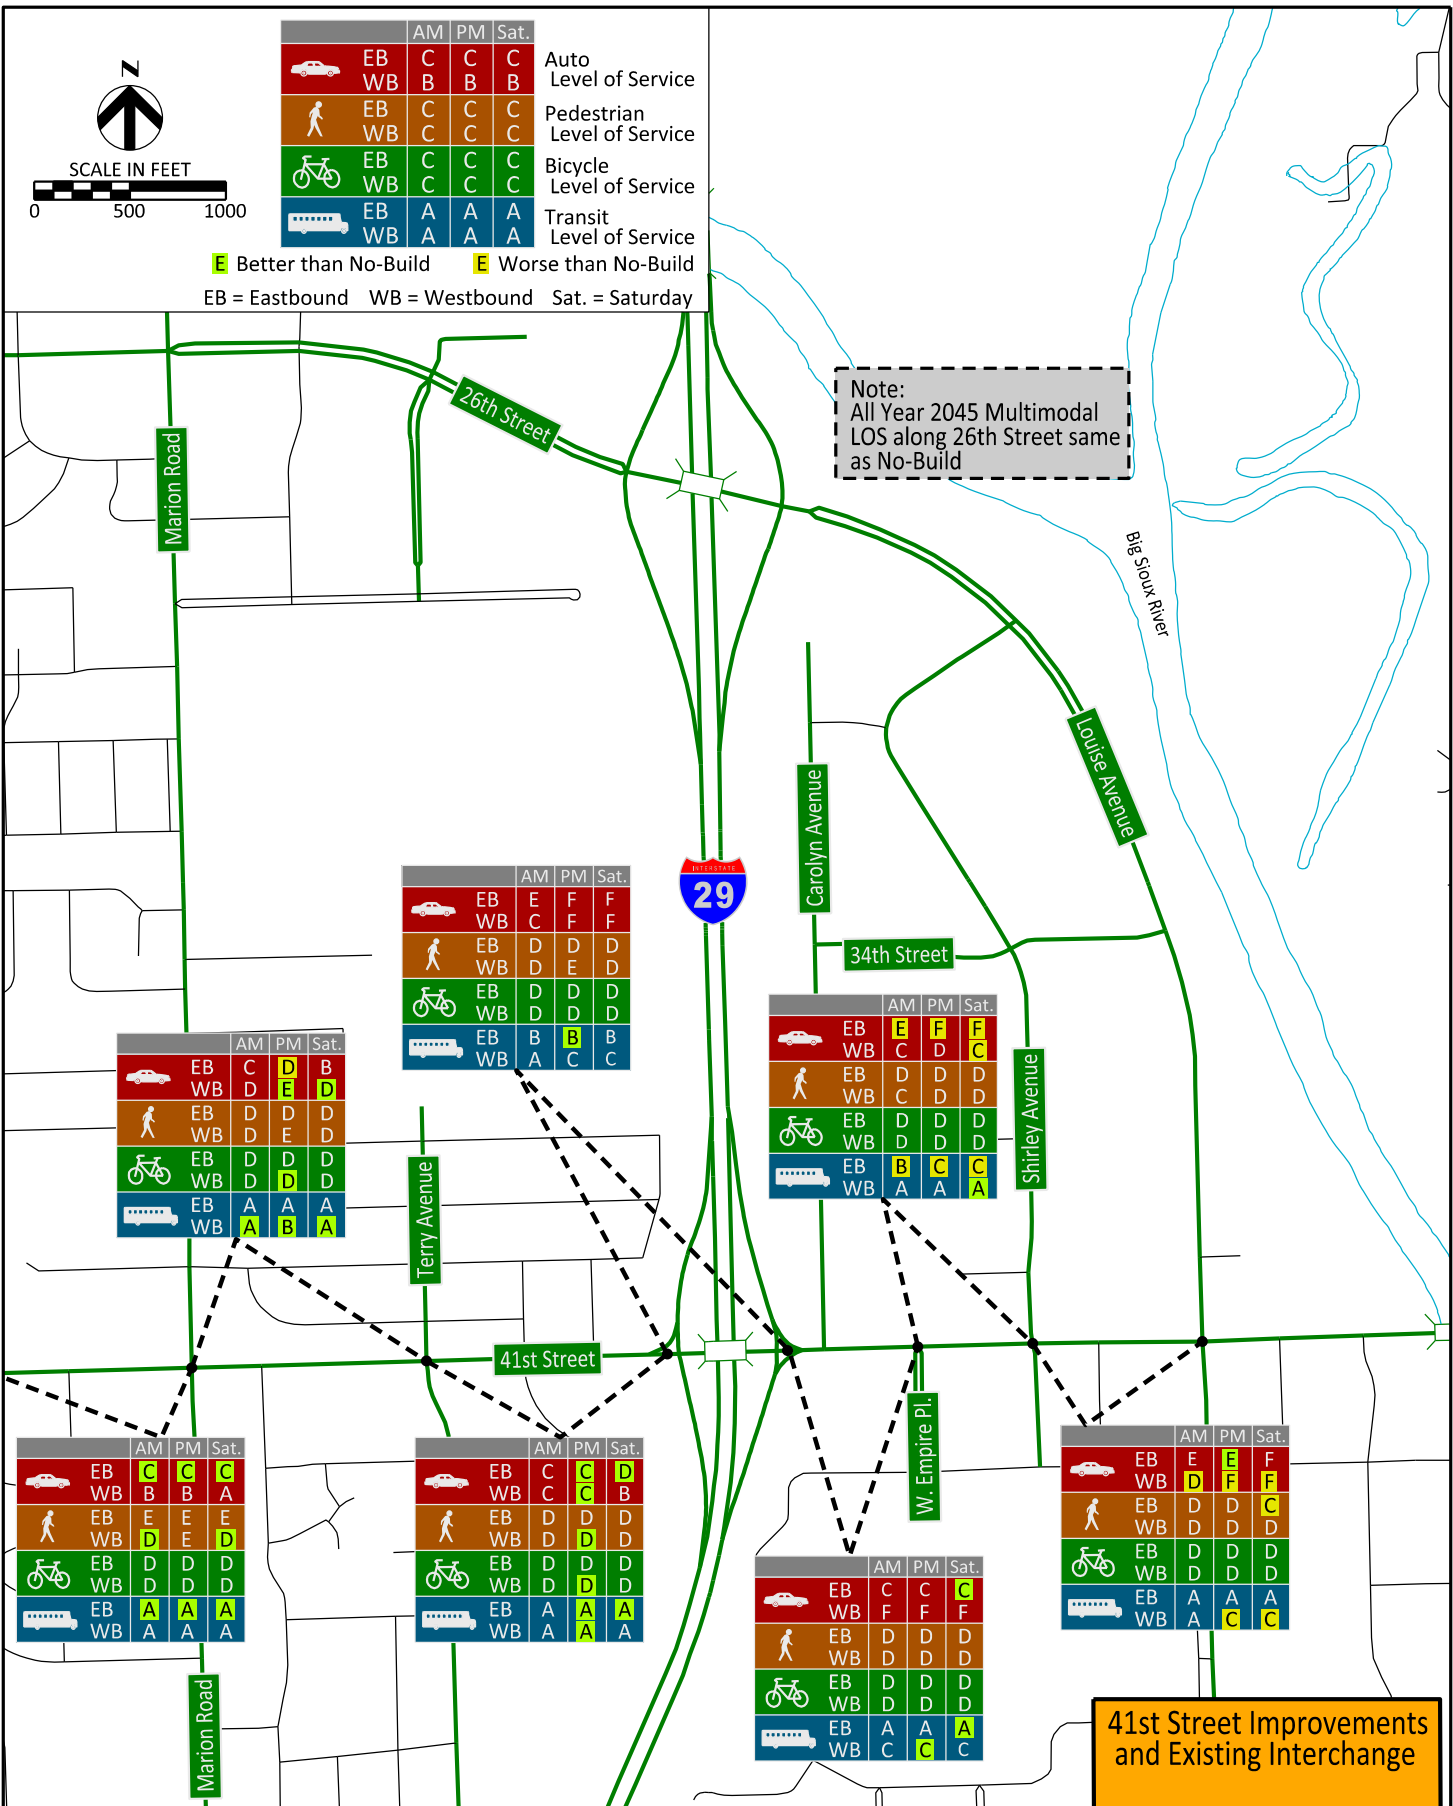 N
SCALE IN FEET
0 500 1000
AM PM Sat.
EB C C C
WB B B B
Auto
Level of Service
EB C C C
WB C C C
Pedestrian
Level of Service
EB C C C
WB C C C
Bicycle
Level of Service
EB A A A
WB A A A
Transit
Level of Service
E Better than No-Build E Worse than No-Build
EB = Eastbound WB = Westbound Sat. = Saturday
26th Street
Note:
All Year 2045 Multimodal
LOS along 26th Street same
as No-Build
Marion Road
Big Sioux River
Louise Avenue
Carolyn Avenue
INTERSTATE
29
34th Street
AM PM Sat.
EB E F F
WB C F F
EB D D D
WB D E D
EB D D D
WB D D D
EB B B B
WB A C C
AM PM Sat.
EB E F F
WB C D C
EB D D D
WB C D D
EB D D D
WB D D D
EB B C C
WB A A A
Shirley Avenue
AM PM Sat.
EB C D B
WB D E D
EB D D D
WB D E D
EB D D D
WB D D D
EB A A A
WB A B A
Terry Avenue
41st Street
W. Empire Pl.
AM PM Sat.
EB C C C
WB B B A
EB E E E
WB D E D
EB D D D
WB D D D
EB A A A
WB A A A
AM PM Sat.
EB C C D
WB C C B
EB D D D
WB D D D
EB D D D
WB D D D
EB A A A
WB A A A
AM PM Sat.
EB E E F
WB D F F
EB D D C
WB D D D
EB D D D
WB D D D
EB A A A
WB A C C
AM PM Sat.
EB C C C
WB F F F
EB D D D
WB D D D
EB D D D
WB D D D
EB A A A
WB C C C
Marion Road
41st Street Improvements
and Existing Interchange